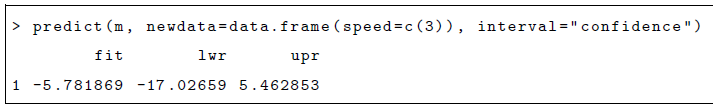 > predict(m, newdata=data.frame(speed=c(3)), interval="confidence")
fit lwr upr
1 -5.781869 -17.02659 5.462853